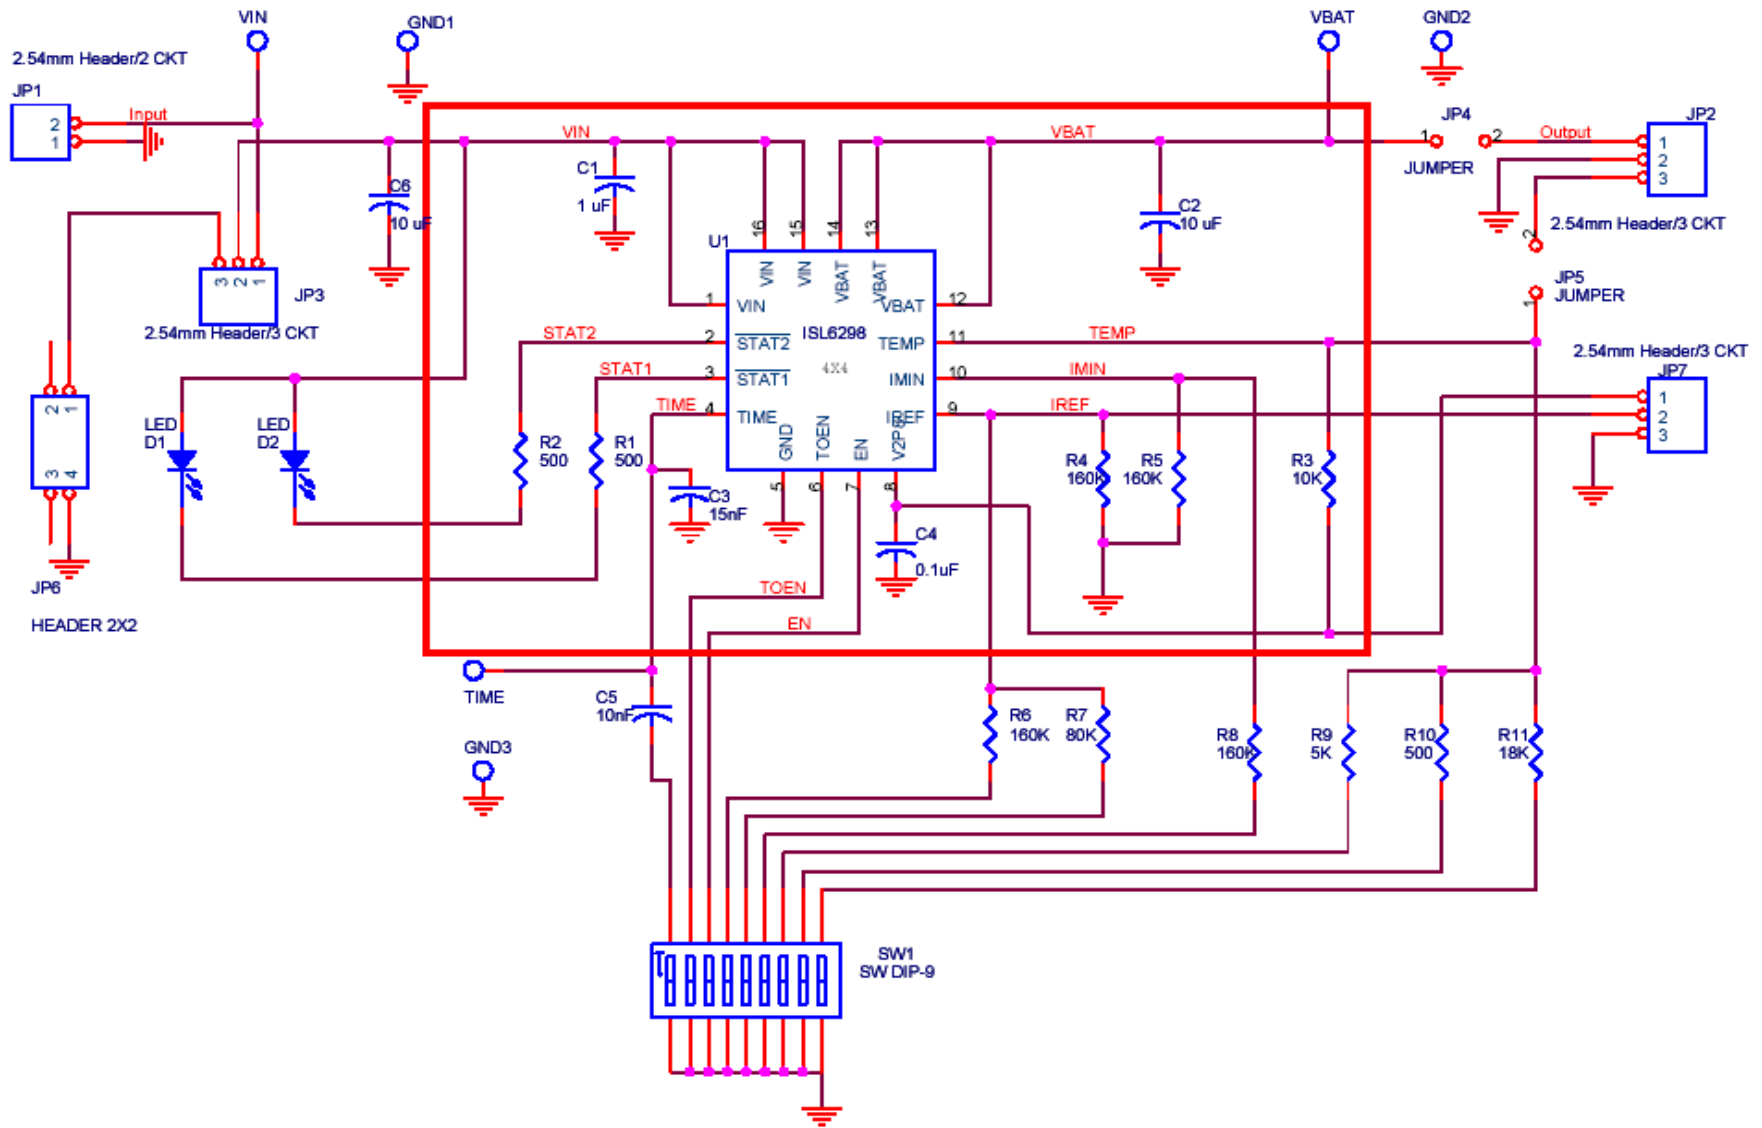 VIN
GND1
VBAT
GND2
2.54mm Header/2 CKT
JP1
2
1
Input
VIN
VBAT
JP4
1
2
JUMPER
Output
JP2
1
2
3
2.54mm Header/3 CKT
C6
10 uF
C1
1 uF
C2
10 uF
U1
16
15
14
13
VIN
VIN
VBAT
VBAT
3
2
1
JP3
2.54mm Header/3 CKT
2
JP5
JUMPER
1
1
VIN
ISL6298
4X4
VBAT
12
STAT2
2
STAT2
TEMP
11
TEMP
STAT1
3
STAT1
IMIN
10
IMIN
TIME
4
TIME
IREF
9
IREF
GND
TOEN
EN
V2P8
5
6
7
8
2.54mm Header/3 CKT
JP7
1
2
3
2
1
3
4
JP6
HEADER 2X2
LED
D1
LED
D2
R2
500
R1
500
C3
15nF
C4
0.1uF
R4
160K
R5
160K
R3
10K
TOEN
EN
TIME
C5
10nF
GND3
R6
160K
R7
80K
R8
160K
R9
5K
R10
500
R11
18K
SW1
SW DIP-9